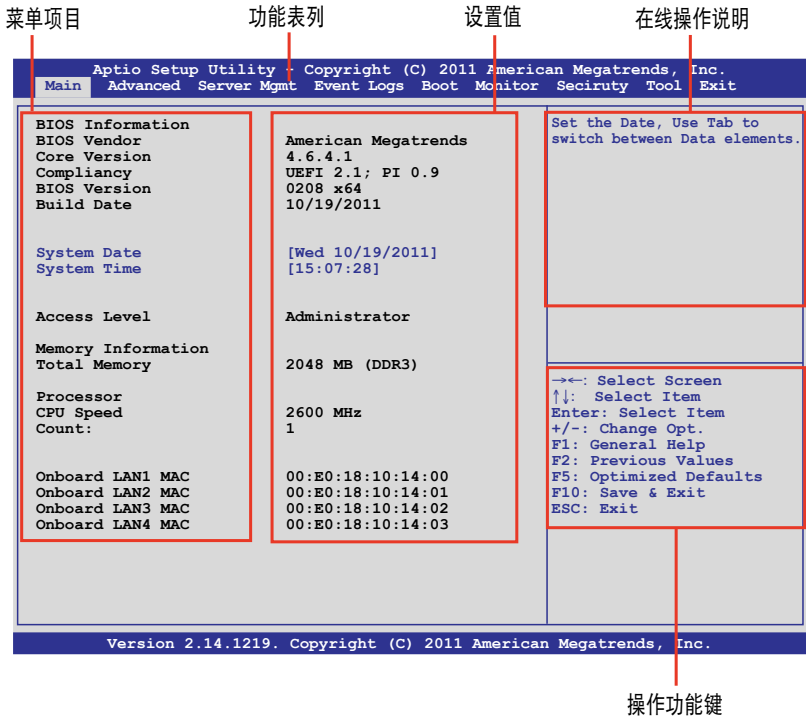 菜单项目 功能表列 设置值 在线操作说明
Aptio Setup Utility - Copyright (C) 2011 American Megatrends, Inc.
Main Advanced Server Mgmt Event Logs Boot Monitor Seciruty Tool Exit
BIOS Information
BIOS Vendor American Megatrends
Core Version 4.6.4.1
Compliancy UEFI 2.1; PI 0.9
BIOS Version 0208 x64
Build Date 10/19/2011
System Date [Wed 10/19/2011]
System Time [15:07:28]
Access Level Administrator
Memory Information
Total Memory 2048 MB (DDR3)
Processor
CPU Speed 2600 MHz
Count: 1
Onboard LAN1 MAC 00:E0:18:10:14:00
Onboard LAN2 MAC 00:E0:18:10:14:01
Onboard LAN3 MAC 00:E0:18:10:14:02
Onboard LAN4 MAC 00:E0:18:10:14:03
Set the Date, Use Tab to
switch between Data elements.
→←: Select Screen
↑↓: Select Item
Enter: Select Item
+/-: Change Opt.
F1: General Help
F2: Previous Values
F5: Optimized Defaults
F10: Save & Exit
ESC: Exit
Version 2.14.1219. Copyright (C) 2011 American Megatrends, Inc.
操作功能键